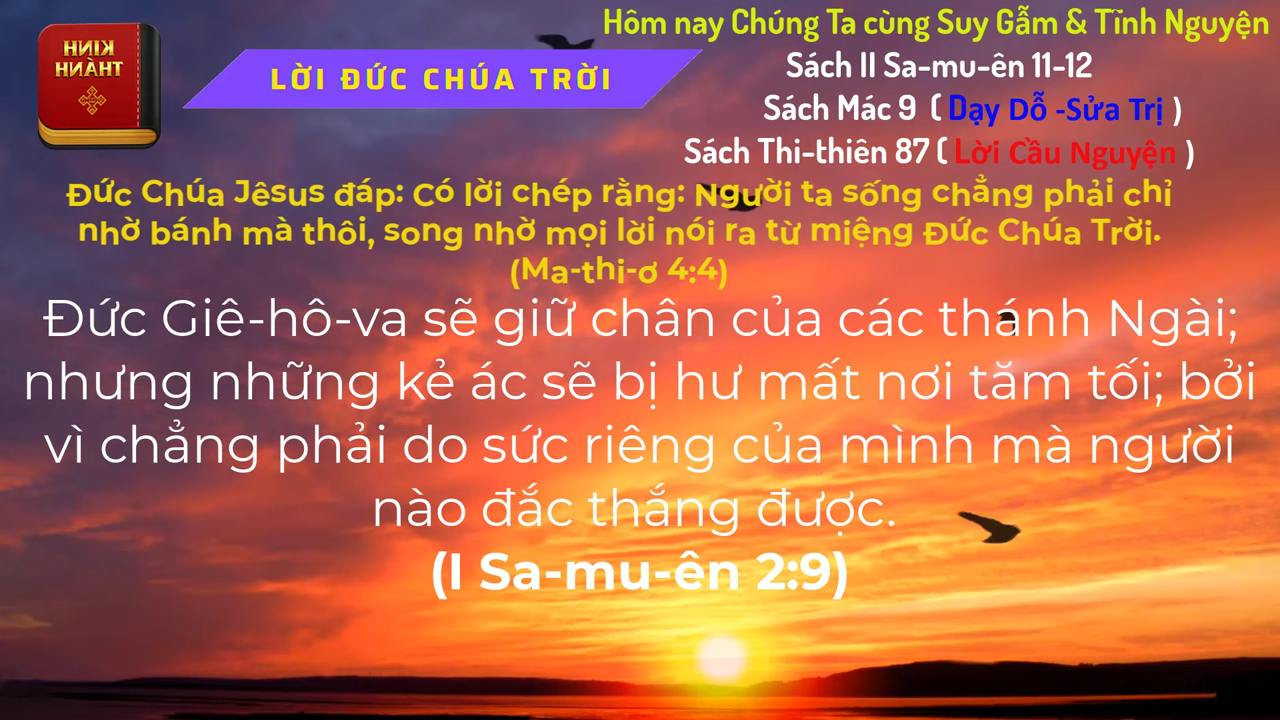 Hôm nay Chúng Ta cùng Suy Gẫm & Tĩnh Nguyện
KINH
THÀNH
LỜI ĐỨC CHÚA TRỜI
Sách II Sa-mu-ên 11-12
Sách Mác 9 ( Dạy Dỗ -Sửa Trị )
Sách Thi-thiên 87 ( Lời Cầu Nguyện )
Đức Chúa Jêsus đáp: Có lời chép rằng: Người ta sống chẳng phải chỉ
nhờ bánh mà thôi, song nhờ mọi lời nói ra từ miệng Đức Chúa Trời.
(Ma-thi-ơ 4:4)
Đức Giê-hô-va sẽ giữ chân của các thánh Ngài;
nhưng những kẻ ác sẽ bị hư mất nơi tăm tối; bởi
vì chẳng phải do sức riêng của mình mà người
nào đắc thắng được.
(I Sa-mu-ên 2:9)